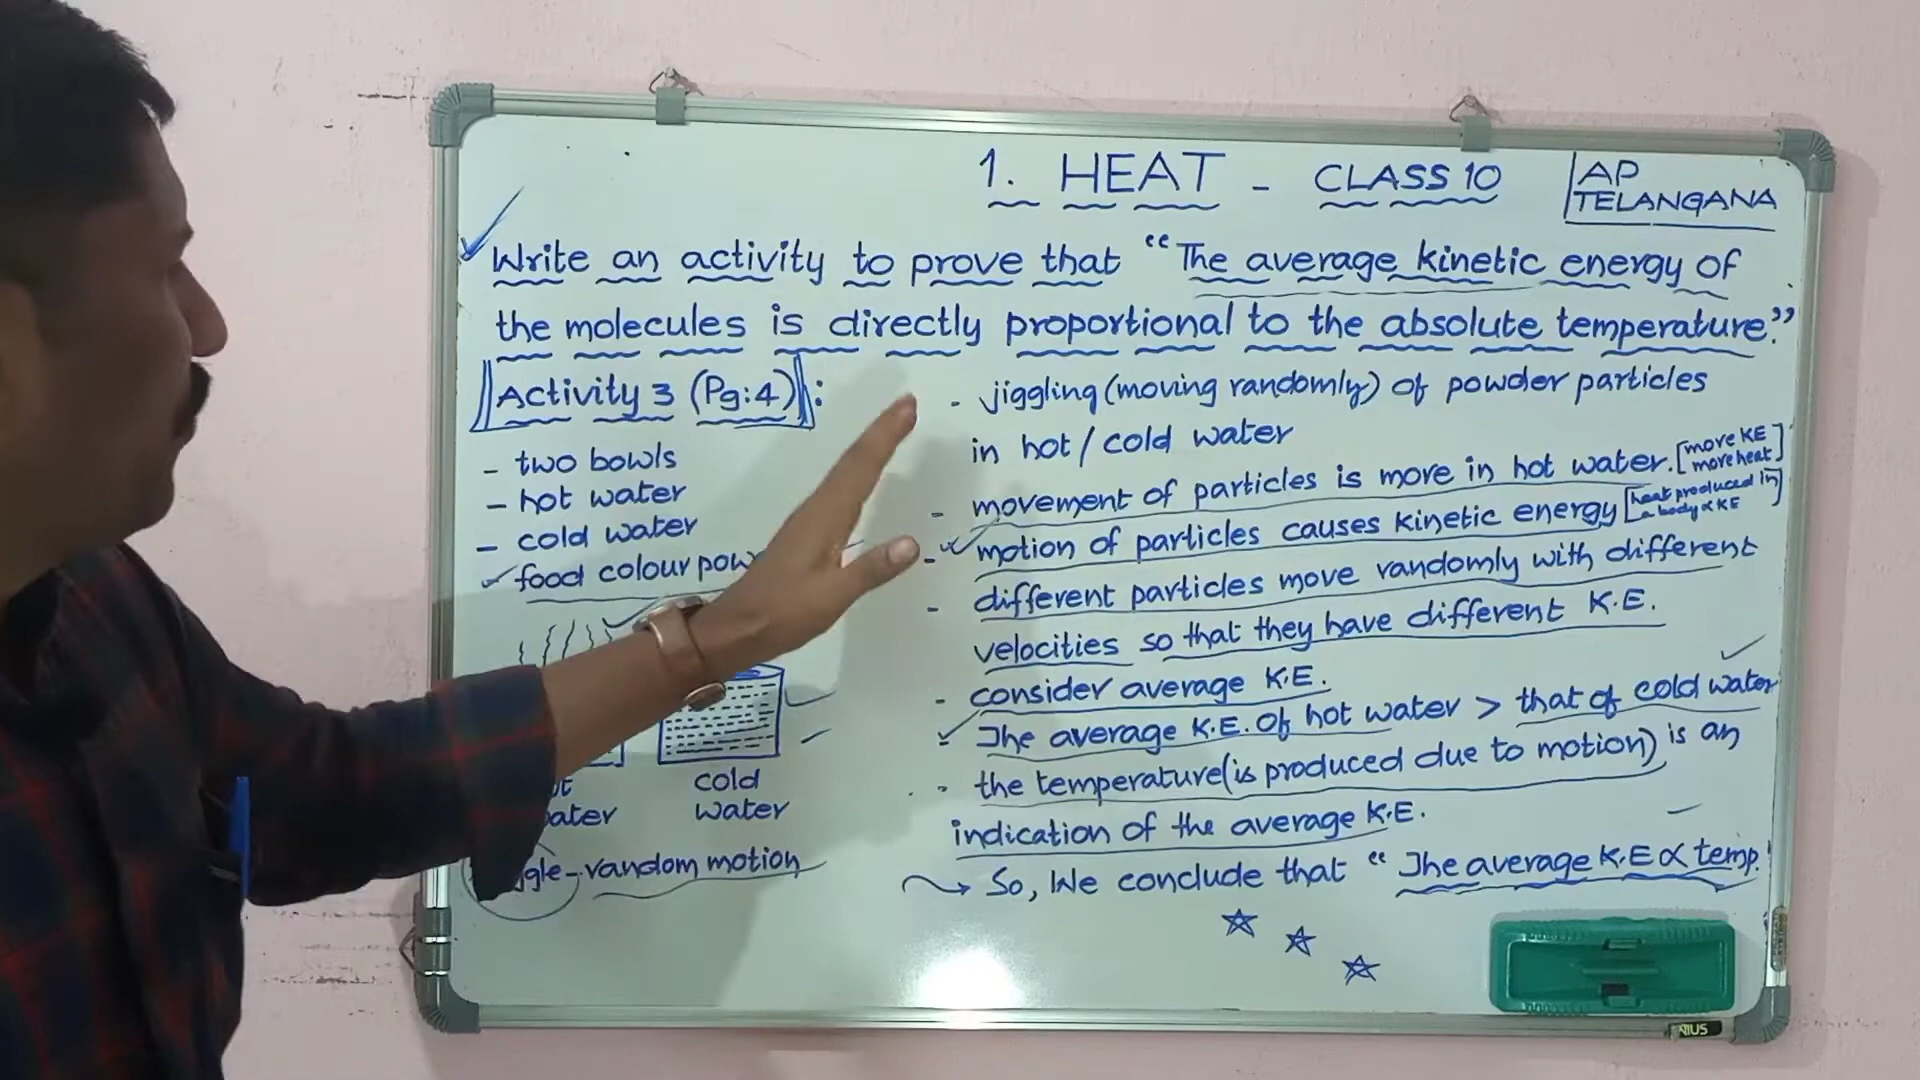 1. HEAT - CLASS 10
AP
TELANGANA
Write an activity to prove that "The average kinetic energy of
the molecules is directly proportional to the absolute temperature."
Activity 3 (Pg:4) :
- two bowls
- hot water
- cold water
food colour pow
cold
water
ater
gle - random motion
- jiggling (moving randomly) of powder particles
in hot / cold water
- movement of particles is more in hot water. [more KE more heat]
- motion of particles causes kinetic energy [heat produced in a body ∝ KE]
- different particles move randomly with different
velocities so that they have different K.E.
- consider average K.E.
- The average K.E. Of hot water > that of cold water
- the temperature (is produced due to motion) is an
indication of the average K.E.
→ So, We conclude that "The average K.E ∝ temp.